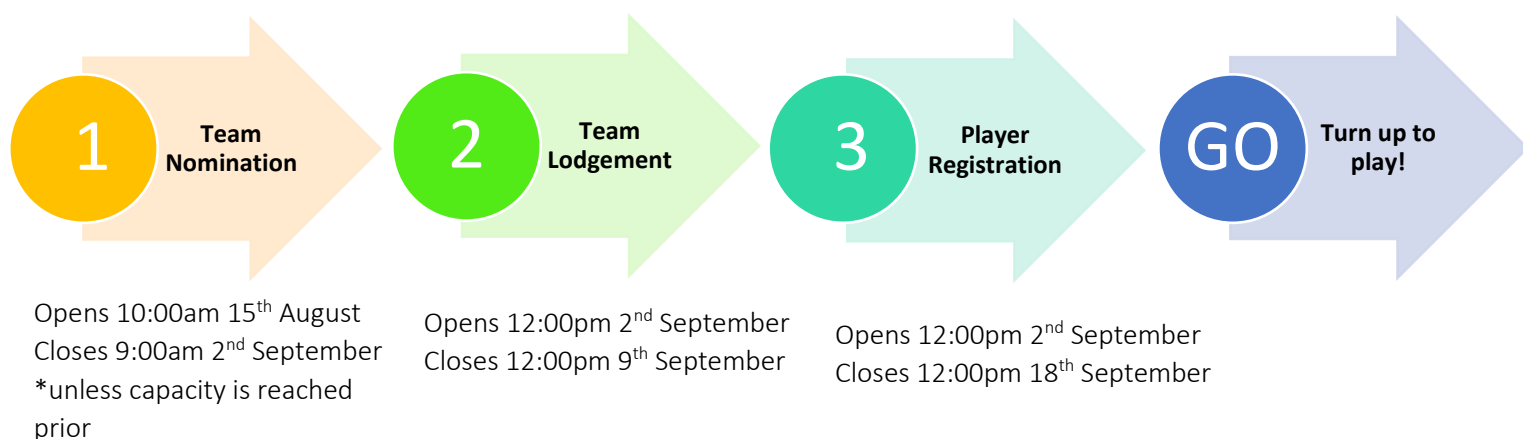 1
Team
Nomination
Opens 10:00am 15th August
Closes 9:00am 2nd September
*unless capacity is reached
prior
2
Team
Lodgement
Opens 12:00pm 2nd September
Closes 12:00pm 9th September
3
Player
Registration
Opens 12:00pm 2nd September
Closes 12:00pm 18th September
GO
Turn up to
play!